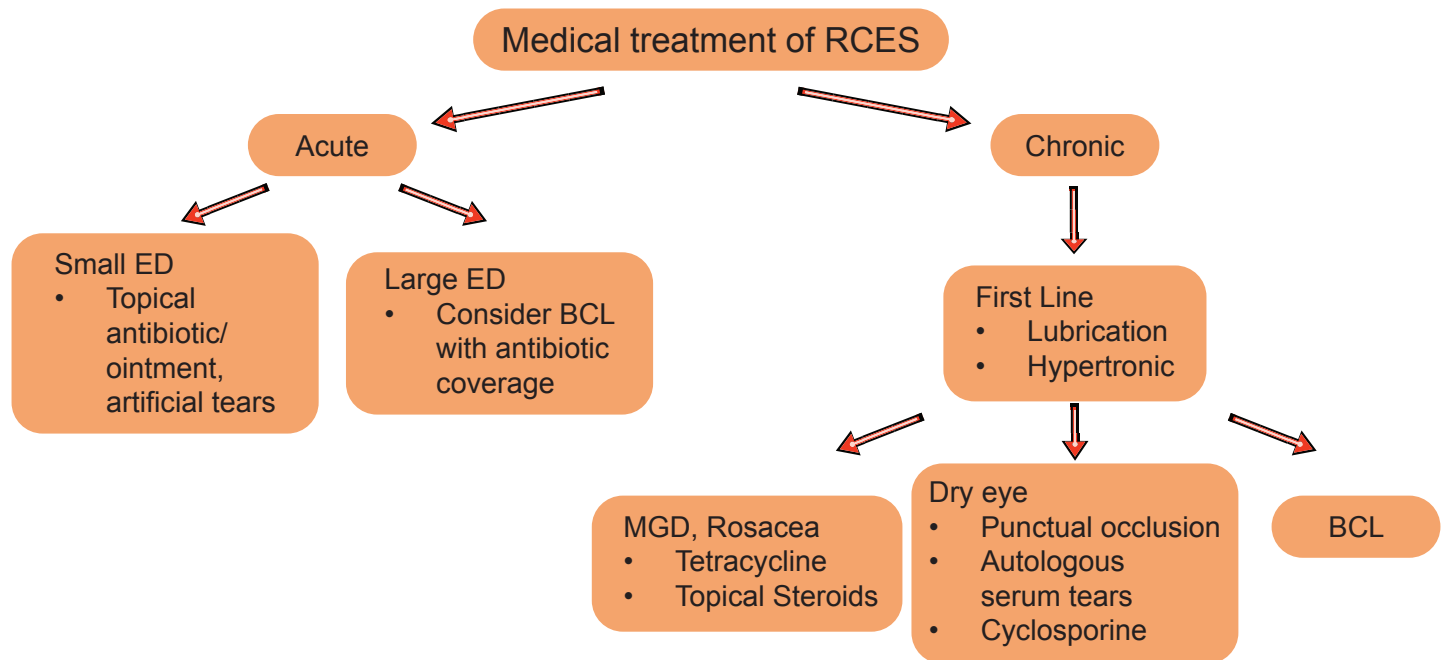 Medical treatment of RCES
Acute
Chronic
Small ED
• Topical
antibiotic/
ointment,
artificial tears
Large ED
• Consider BCL
with antibiotic
coverage
First Line
• Lubrication
• Hypertronic
MGD, Rosacea
• Tetracycline
• Topical Steroids
Dry eye
• Punctual occlusion
• Autologous
serum tears
• Cyclosporine
BCL